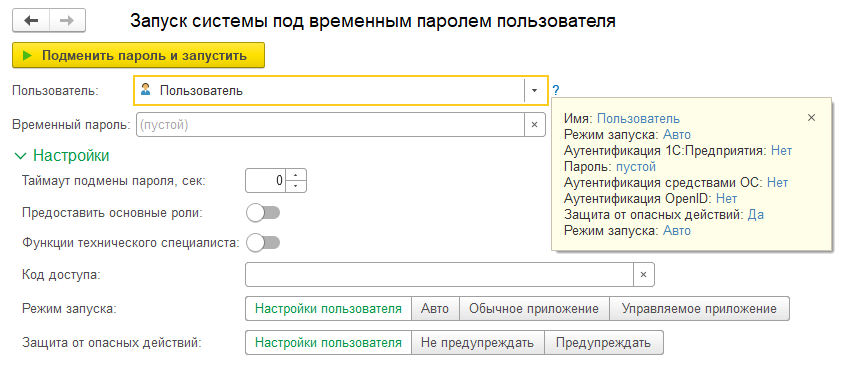 Запуск системы под временным паролем пользователя
Подменить пароль и запустить
Пользователь: Пользователь ?
Временный пароль: (пустой) ×
Настройки
Таймаут подмены пароля, сек: 0
Предоставить основные роли:
Функции технического специалиста:
Код доступа: ×
Режим запуска: Настройки пользователя Авто Обычное приложение Управляемое приложение
Защита от опасных действий: Настройки пользователя Не предупреждать Предупреждать
Имя: Пользователь ×
Режим запуска: Авто
Аутентификация 1С:Предприятия: Нет
Пароль: пустой
Аутентификация средствами ОС: Нет
Аутентификация OpenID: Нет
Защита от опасных действий: Да
Режим запуска: Авто